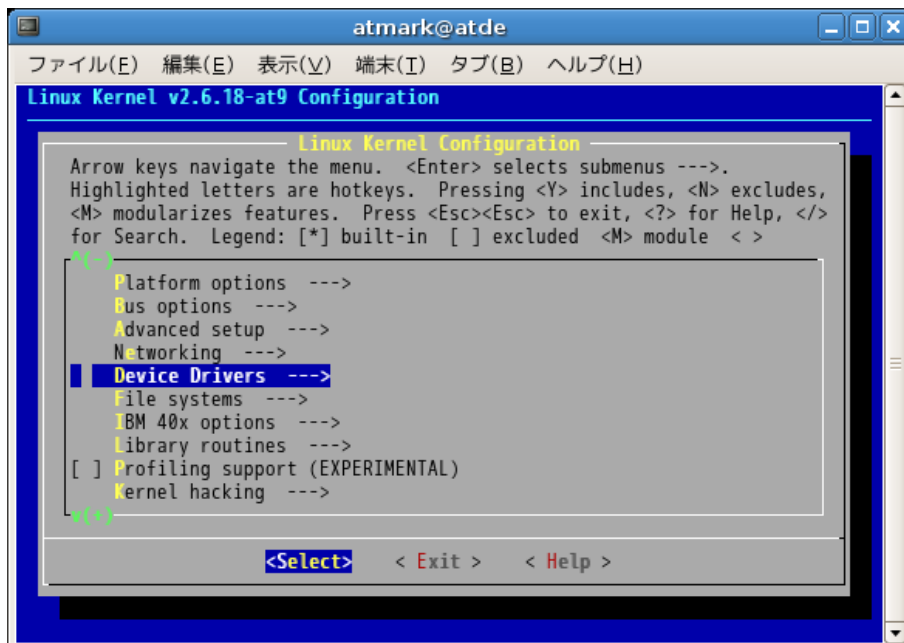 atmark@atde
ファイル(F) 編集(E) 表示(V) 端末(T) タブ(B) ヘルプ(H)
Linux Kernel v2.6.18-at9 Configuration
Linux Kernel Configuration
Arrow keys navigate the menu. <Enter> selects submenus --->.
Highlighted letters are hotkeys. Pressing <Y> includes, <N> excludes,
<M> modularizes features. Press <Esc><Esc> to exit, <?> for Help, </>
for Search. Legend: [*] built-in [ ] excluded <M> module < >
^(-)
Platform options --->
Bus options --->
Advanced setup --->
Networking --->
Device Drivers --->
File systems --->
IBM 40x options --->
Library routines --->
[ ] Profiling support (EXPERIMENTAL)
Kernel hacking --->
v(+)
<Select> < Exit > < Help >